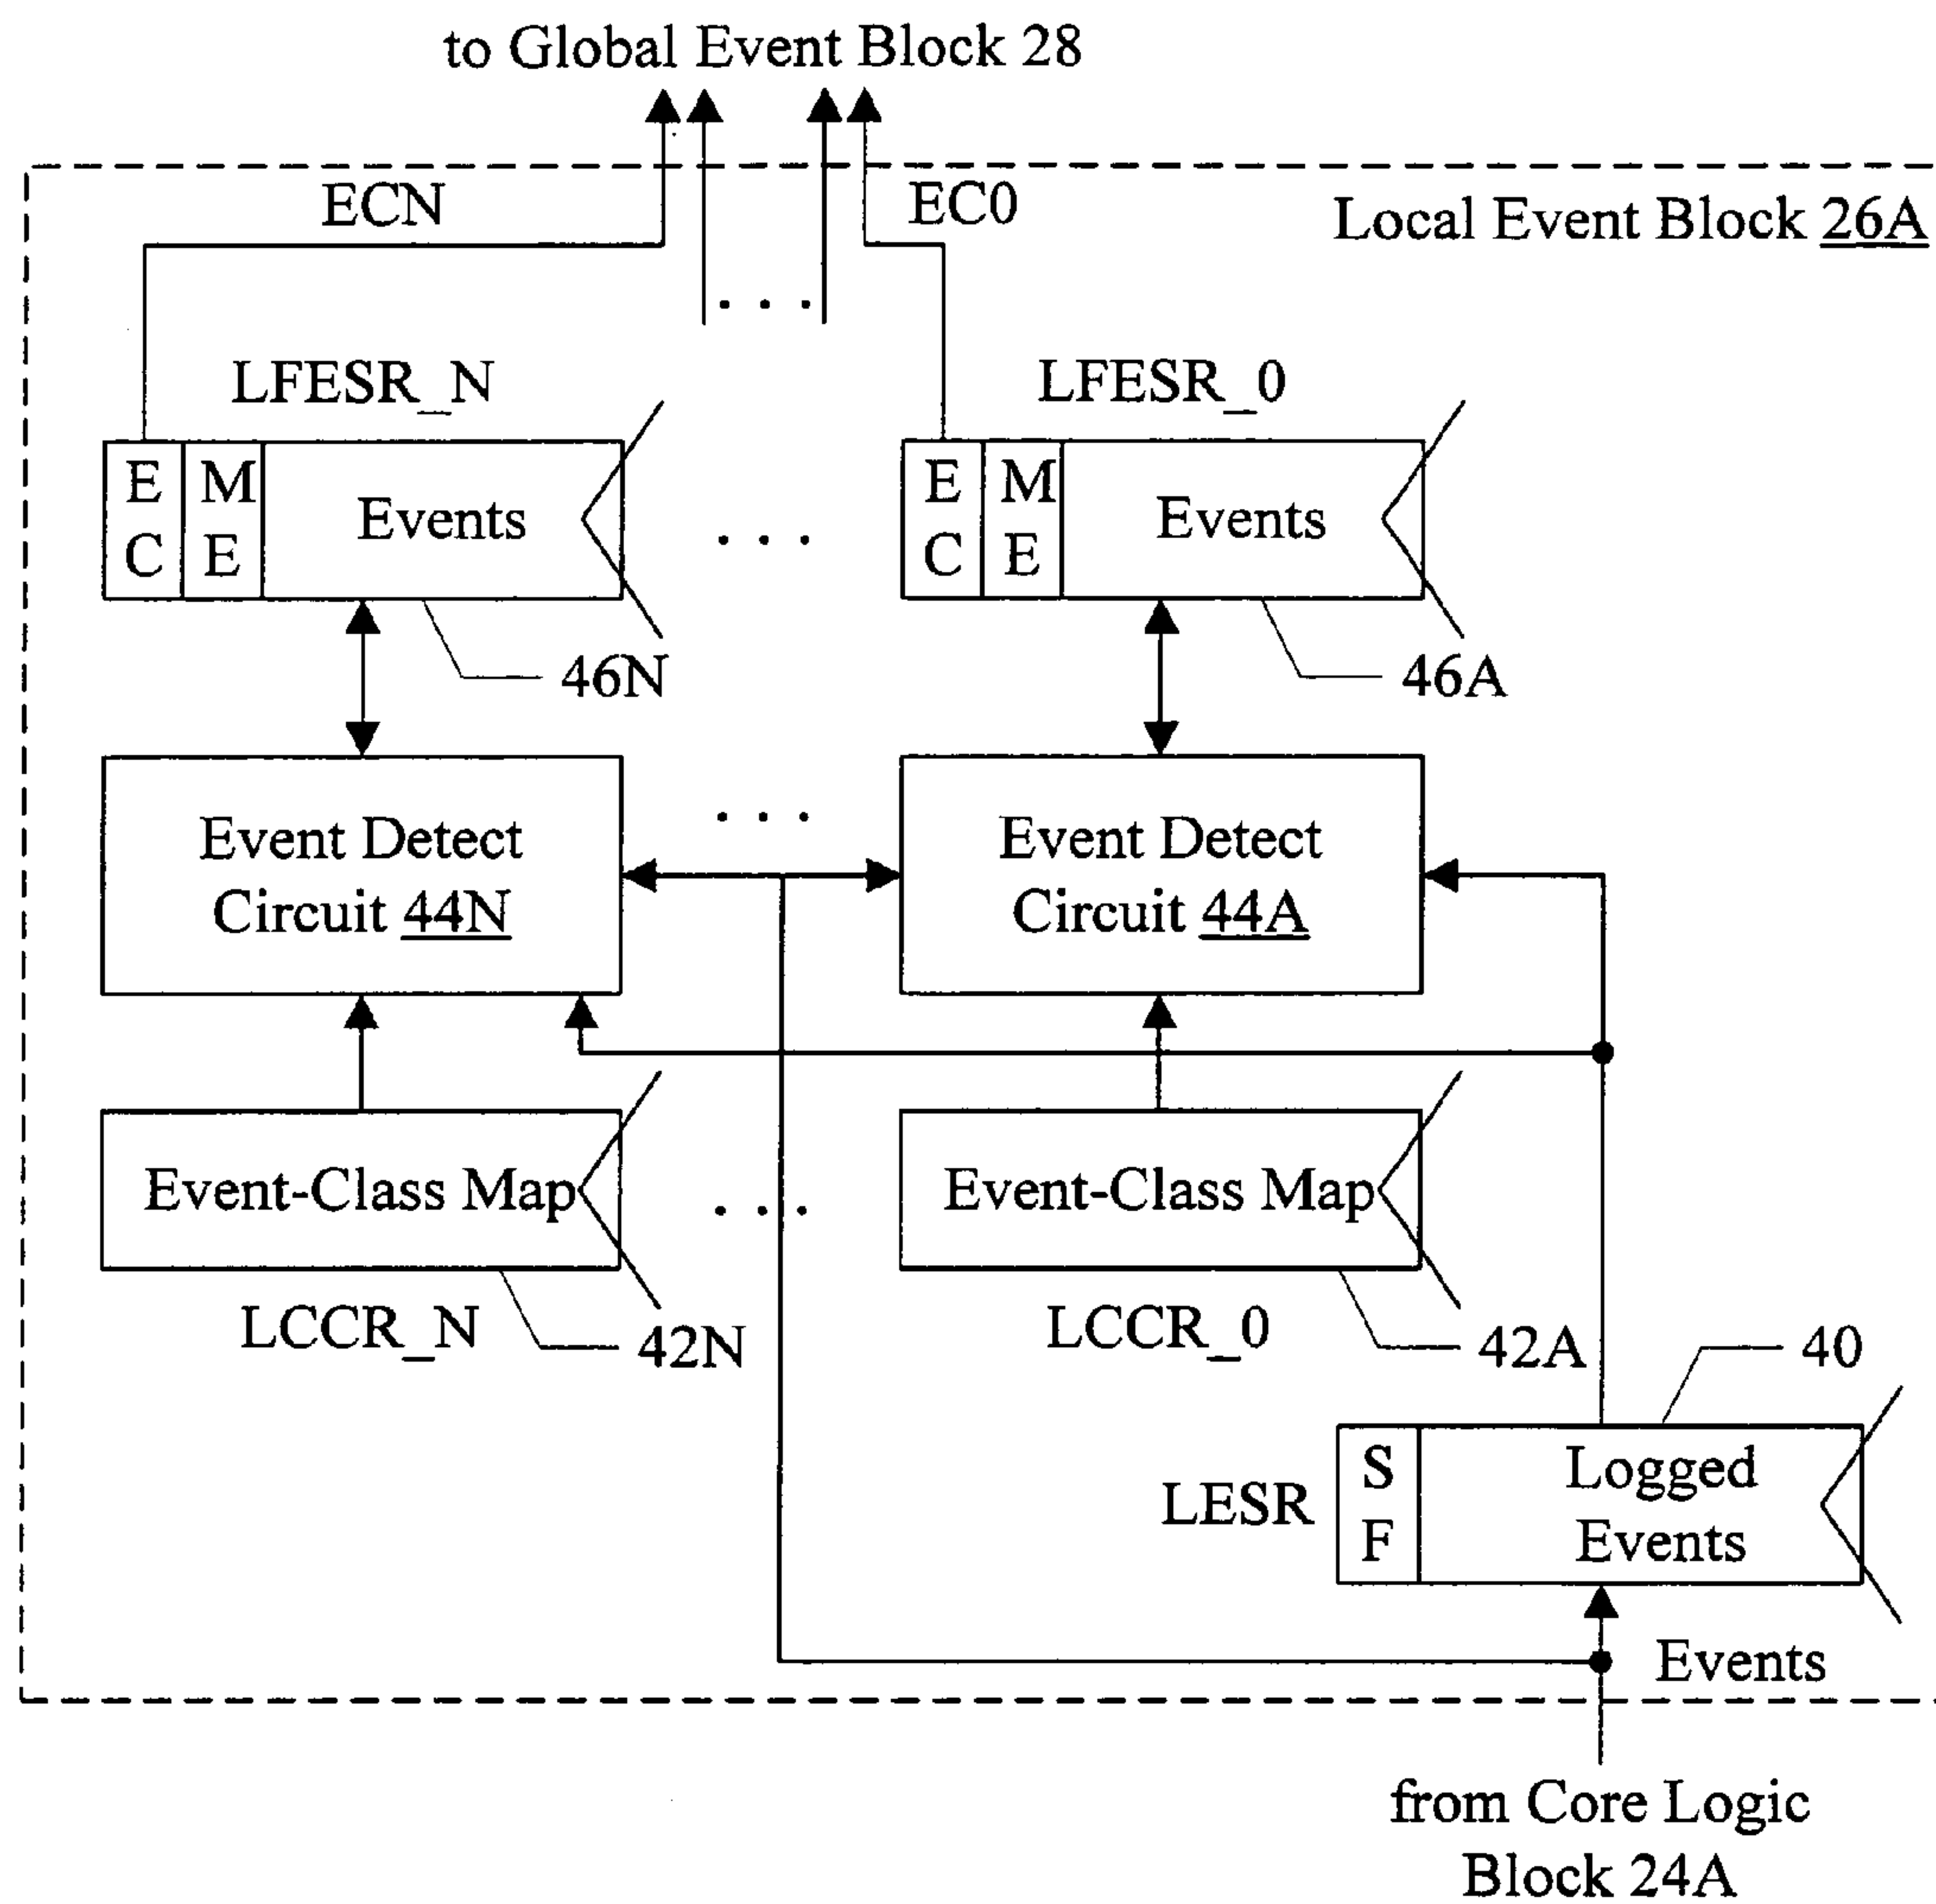 to Global Event Block 28
ECN
EC0
Local Event Block 26A
. . .
LFESR_N
LFESR_0
E C
M E
Events
. . .
E C
M E
Events
46N
46A
Event Detect
Circuit 44N
. . .
Event Detect
Circuit 44A
Event-Class Map
. . .
Event-Class Map
LCCR_N
42N
LCCR_0
42A
40
LESR
S F
Logged
Events
Events
from Core Logic
Block 24A